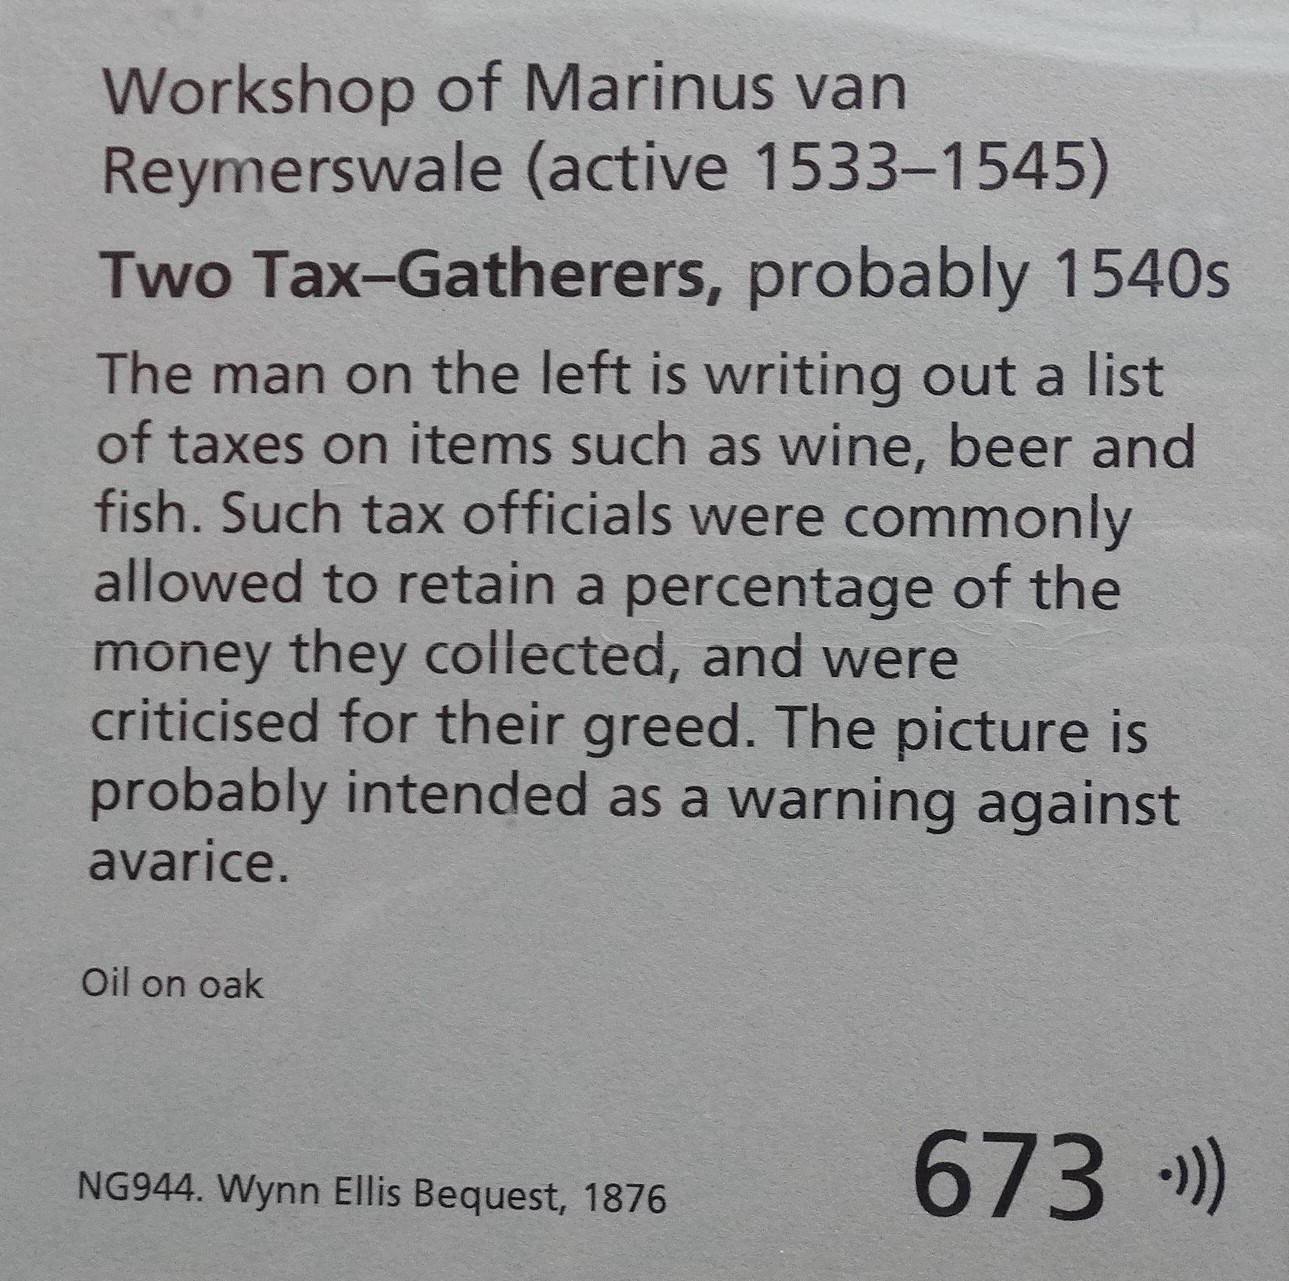 Workshop of Marinus van
Reymerswale (active 1533–1545)
Two Tax–Gatherers, probably 1540s
The man on the left is writing out a list
of taxes on items such as wine, beer and
fish. Such tax officials were commonly
allowed to retain a percentage of the
money they collected, and were
criticised for their greed. The picture is
probably intended as a warning against
avarice.
Oil on oak
NG944. Wynn Ellis Bequest, 1876
673